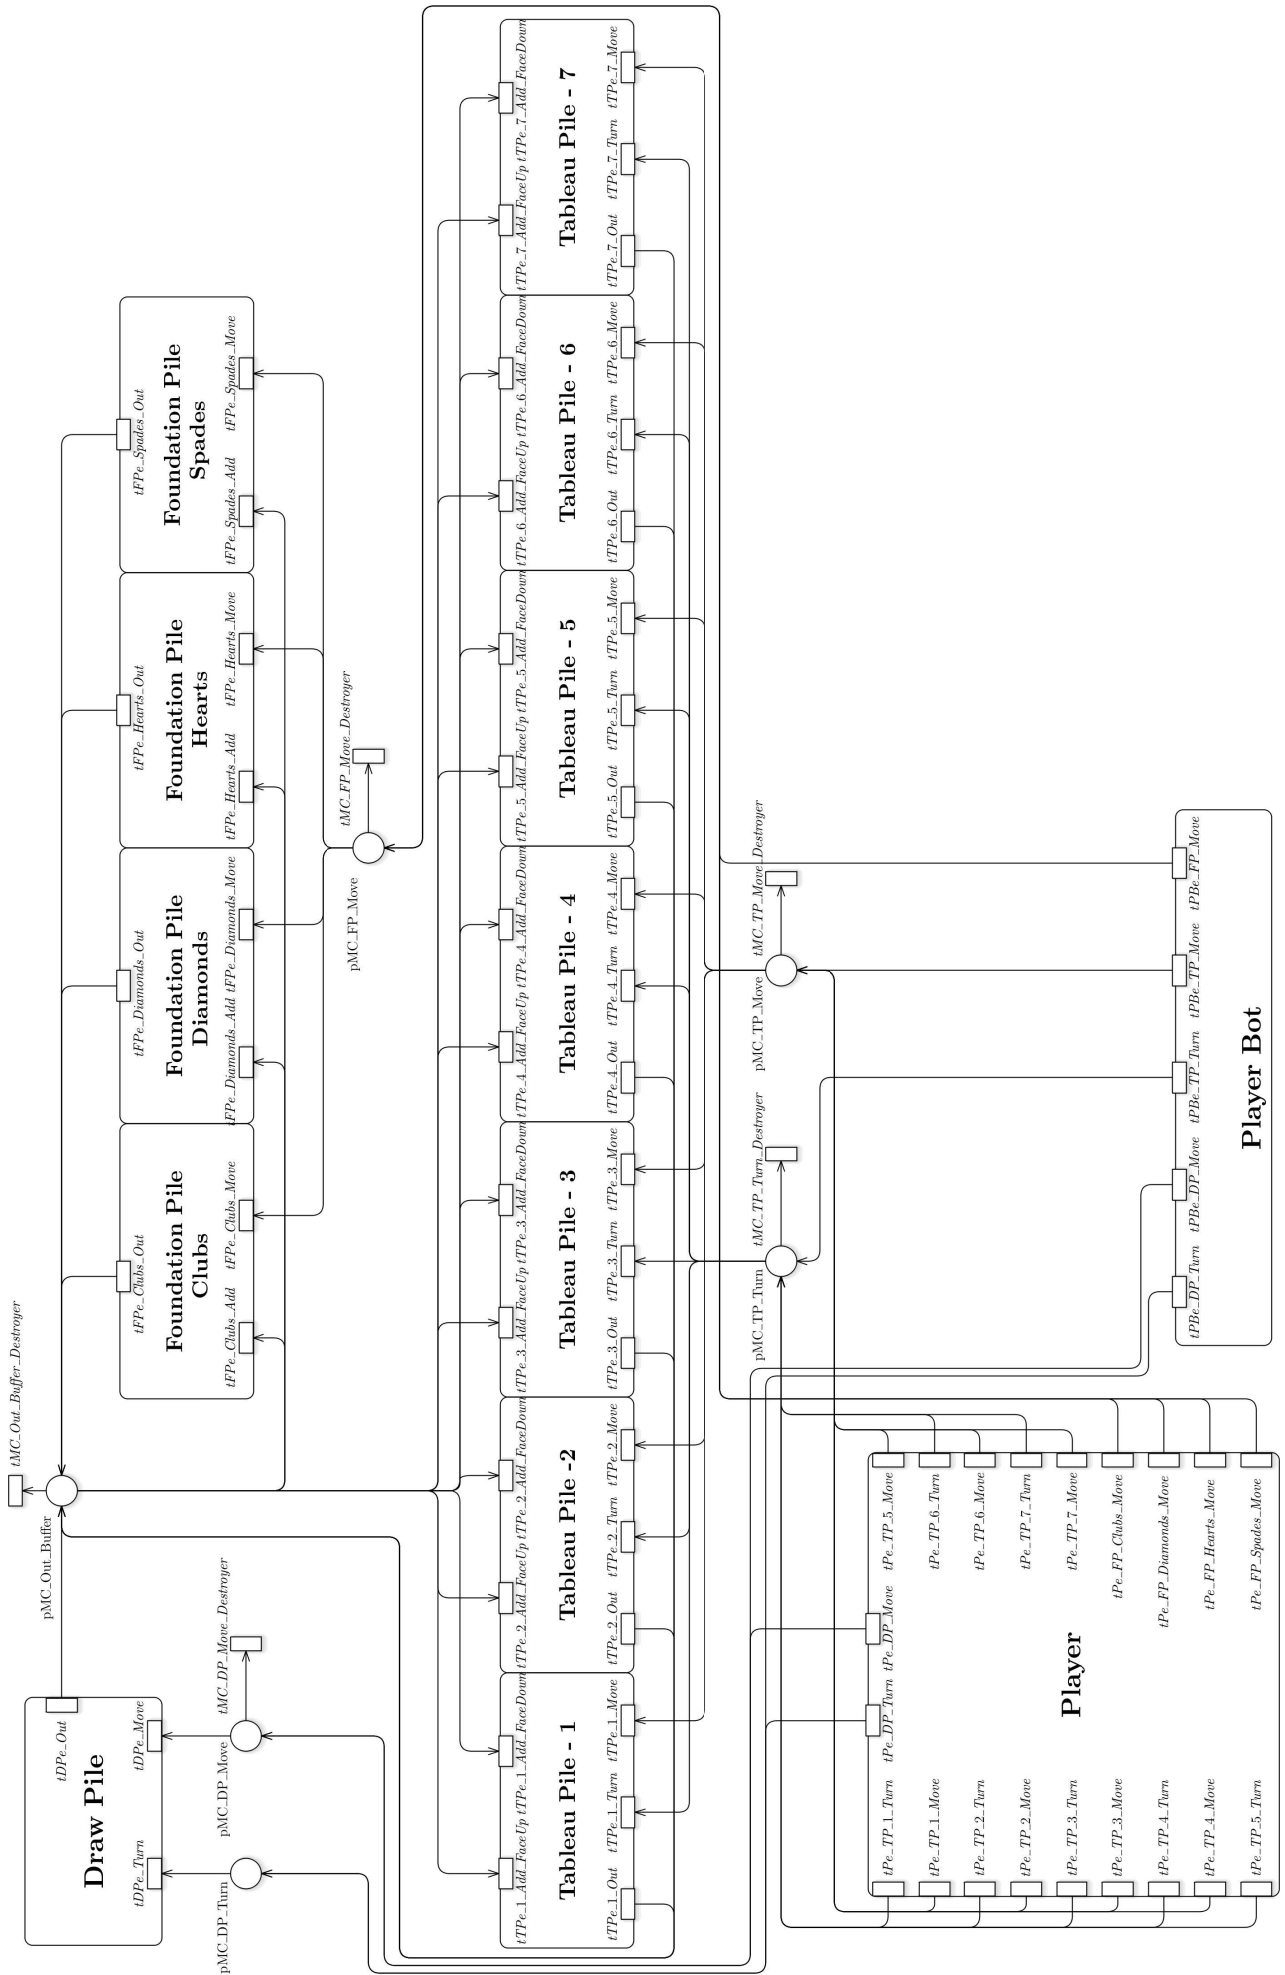 tMC_Out_Buffer_Destroyer
pMC_Out_Buffer
Draw Pile
tDPe_Out
tDPe_Turn
tDPe_Move
pMC_DP_Turn
pMC_DP_Move
tMC_DP_Move_Destroyer
tFPe_Clubs_Out
Foundation Pile
Clubs
tFPe_Clubs_Add
tFPe_Clubs_Move
tFPe_Diamonds_Out
Foundation Pile
Diamonds
tFPe_Diamonds_Add
tFPe_Diamonds_Move
tFPe_Hearts_Out
Foundation Pile
Hearts
tFPe_Hearts_Add
tFPe_Hearts_Move
tFPe_Spades_Out
Foundation Pile
Spades
tFPe_Spades_Add
tFPe_Spades_Move
pMC_FP_Move
tMC_FP_Move_Destroyer
tTPe_1_Add_FaceUp
tTPe_1_Add_FaceDown
Tableau Pile - 1
tTPe_1_Out
tTPe_1_Turn
tTPe_1_Move
tTPe_2_Add_FaceUp
tTPe_2_Add_FaceDown
Tableau Pile -2
tTPe_2_Out
tTPe_2_Turn
tTPe_2_Move
tTPe_3_Add_FaceUp
tTPe_3_Add_FaceDown
Tableau Pile - 3
tTPe_3_Out
tTPe_3_Turn
tTPe_3_Move
tTPe_4_Add_FaceUp
tTPe_4_Add_FaceDown
Tableau Pile - 4
tTPe_4_Out
tTPe_4_Turn
tTPe_4_Move
tTPe_5_Add_FaceUp
tTPe_5_Add_FaceDown
Tableau Pile - 5
tTPe_5_Out
tTPe_5_Turn
tTPe_5_Move
tTPe_6_Add_FaceUp
tTPe_6_Add_FaceDown
Tableau Pile - 6
tTPe_6_Out
tTPe_6_Turn
tTPe_6_Move
tTPe_7_Add_FaceUp
tTPe_7_Add_FaceDown
Tableau Pile - 7
tTPe_7_Out
tTPe_7_Turn
tTPe_7_Move
pMC_TP_Turn
tMC_TP_Turn_Destroyer
pMC_TP_Move
tMC_TP_Move_Destroyer
tPe_DP_Turn
tPe_DP_Move
tPe_TP_1_Turn
tPe_TP_1_Move
tPe_TP_2_Turn
tPe_TP_2_Move
tPe_TP_3_Turn
tPe_TP_3_Move
tPe_TP_4_Turn
tPe_TP_4_Move
tPe_TP_5_Turn
Player
tPe_TP_5_Move
tPe_TP_6_Turn
tPe_TP_6_Move
tPe_TP_7_Turn
tPe_TP_7_Move
tPe_FP_Clubs_Move
tPe_FP_Diamonds_Move
tPe_FP_Hearts_Move
tPe_FP_Spades_Move
tPBe_DP_Turn
tPBe_DP_Move
tPBe_TP_Turn
tPBe_TP_Move
tPBe_FP_Move
Player Bot